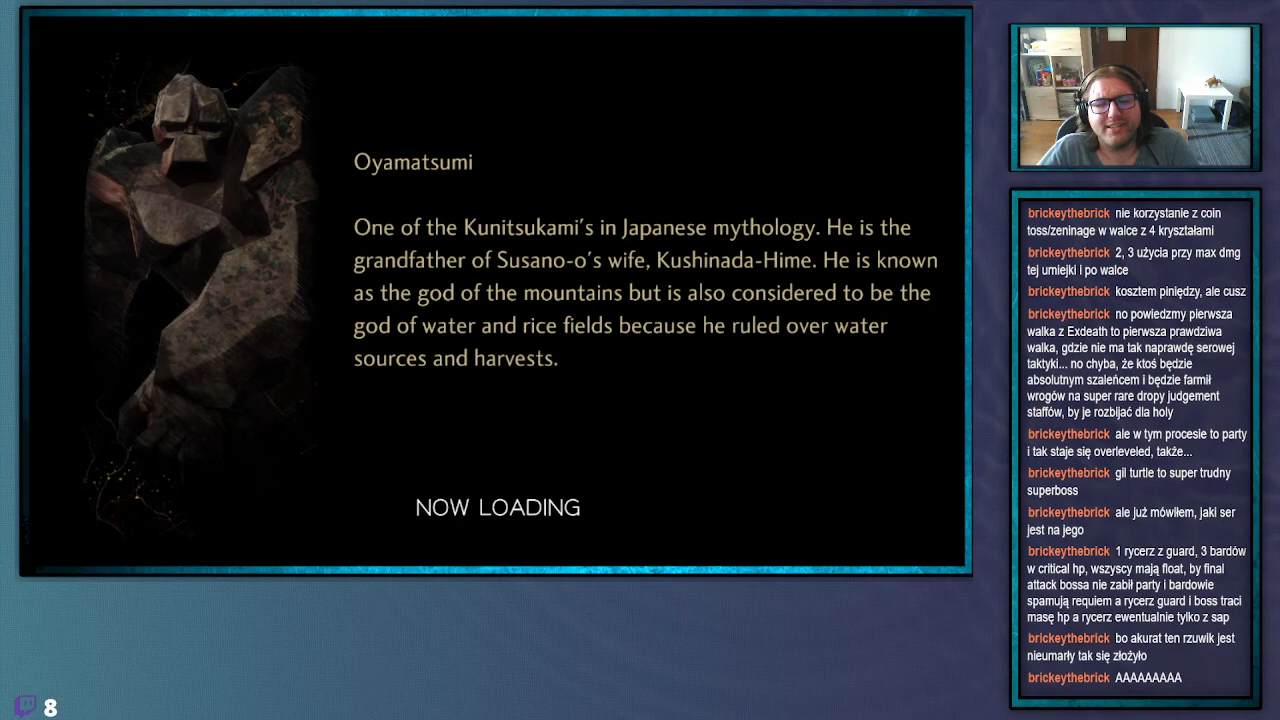 Oyamatsumi
One of the Kunitsukami's in Japanese mythology. He is the
grandfather of Susano-o's wife, Kushinada-Hime. He is known
as the god of the mountains but is also considered to be the
god of water and rice fields because he ruled over water
sources and harvests.
NOW LOADING
brickeythebrick nie korzystanie z coin
toss/zeninage w walce z 4 kryształami
brickeythebrick 2, 3 użycia przy max dmg
tej umiejki i po walce
brickeythebrick kosztem piniędzy, ale cusz
brickeythebrick no powiedzmy pierwsza
walka z Exdeath to pierwsza prawdziwa
walka, gdzie nie ma tak naprawdę serowej
taktyki... no chyba, że ktoś będzie
absolutnym szaleńcem i będzie farmił
wrogów na super rare dropy judgement
staffów, by je rozbijać dla holy
brickeythebrick ale w tym procesie to party
i tak staje się overleveled, także...
brickeythebrick gil turtle to super trudny
superboss
brickeythebrick ale już mówiłem, jaki ser
jest na jego
brickeythebrick 1 rycerz z guard, 3 bardów
w critical hp, wszyscy mają float, by final
attack bossa nie zabił party i bardowie
spamują requiem a rycerz guard i boss traci
masę hp a rycerz ewentualnie tylko z sap
brickeythebrick bo akurat ten rzuwik jest
nieumarły tak się złożyło
brickeythebrick AAAAAAAAA
8